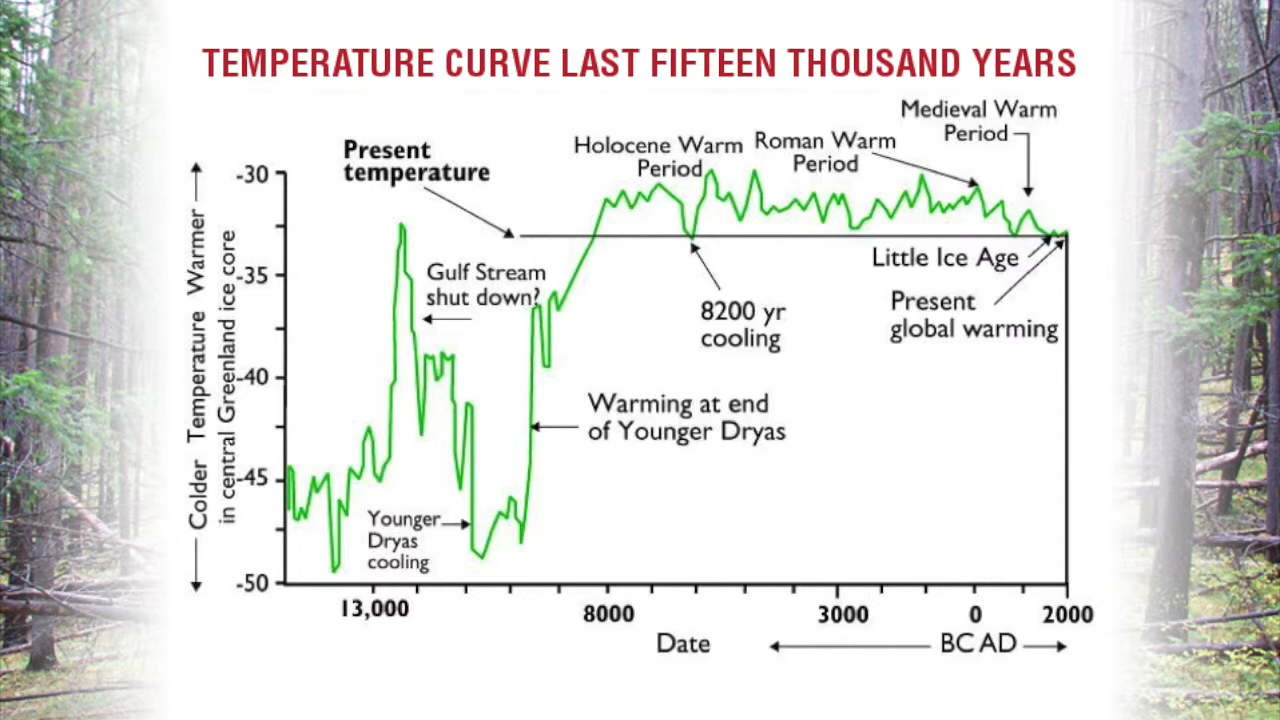 TEMPERATURE CURVE LAST FIFTEEN THOUSAND YEARS
Medieval Warm
Period
Present
temperature
Holocene Warm
Period
Roman Warm
Period
Colder Temperature Warmer
in central Greenland ice core
-30
-35
-40
-45
-50
Gulf Stream
shut down?
Little Ice Age
8200 yr
cooling
Present
global warming
Warming at end
of Younger Dryas
Younger
Dryas
cooling
13,000
8000
3000
0
2000
Date
BC AD